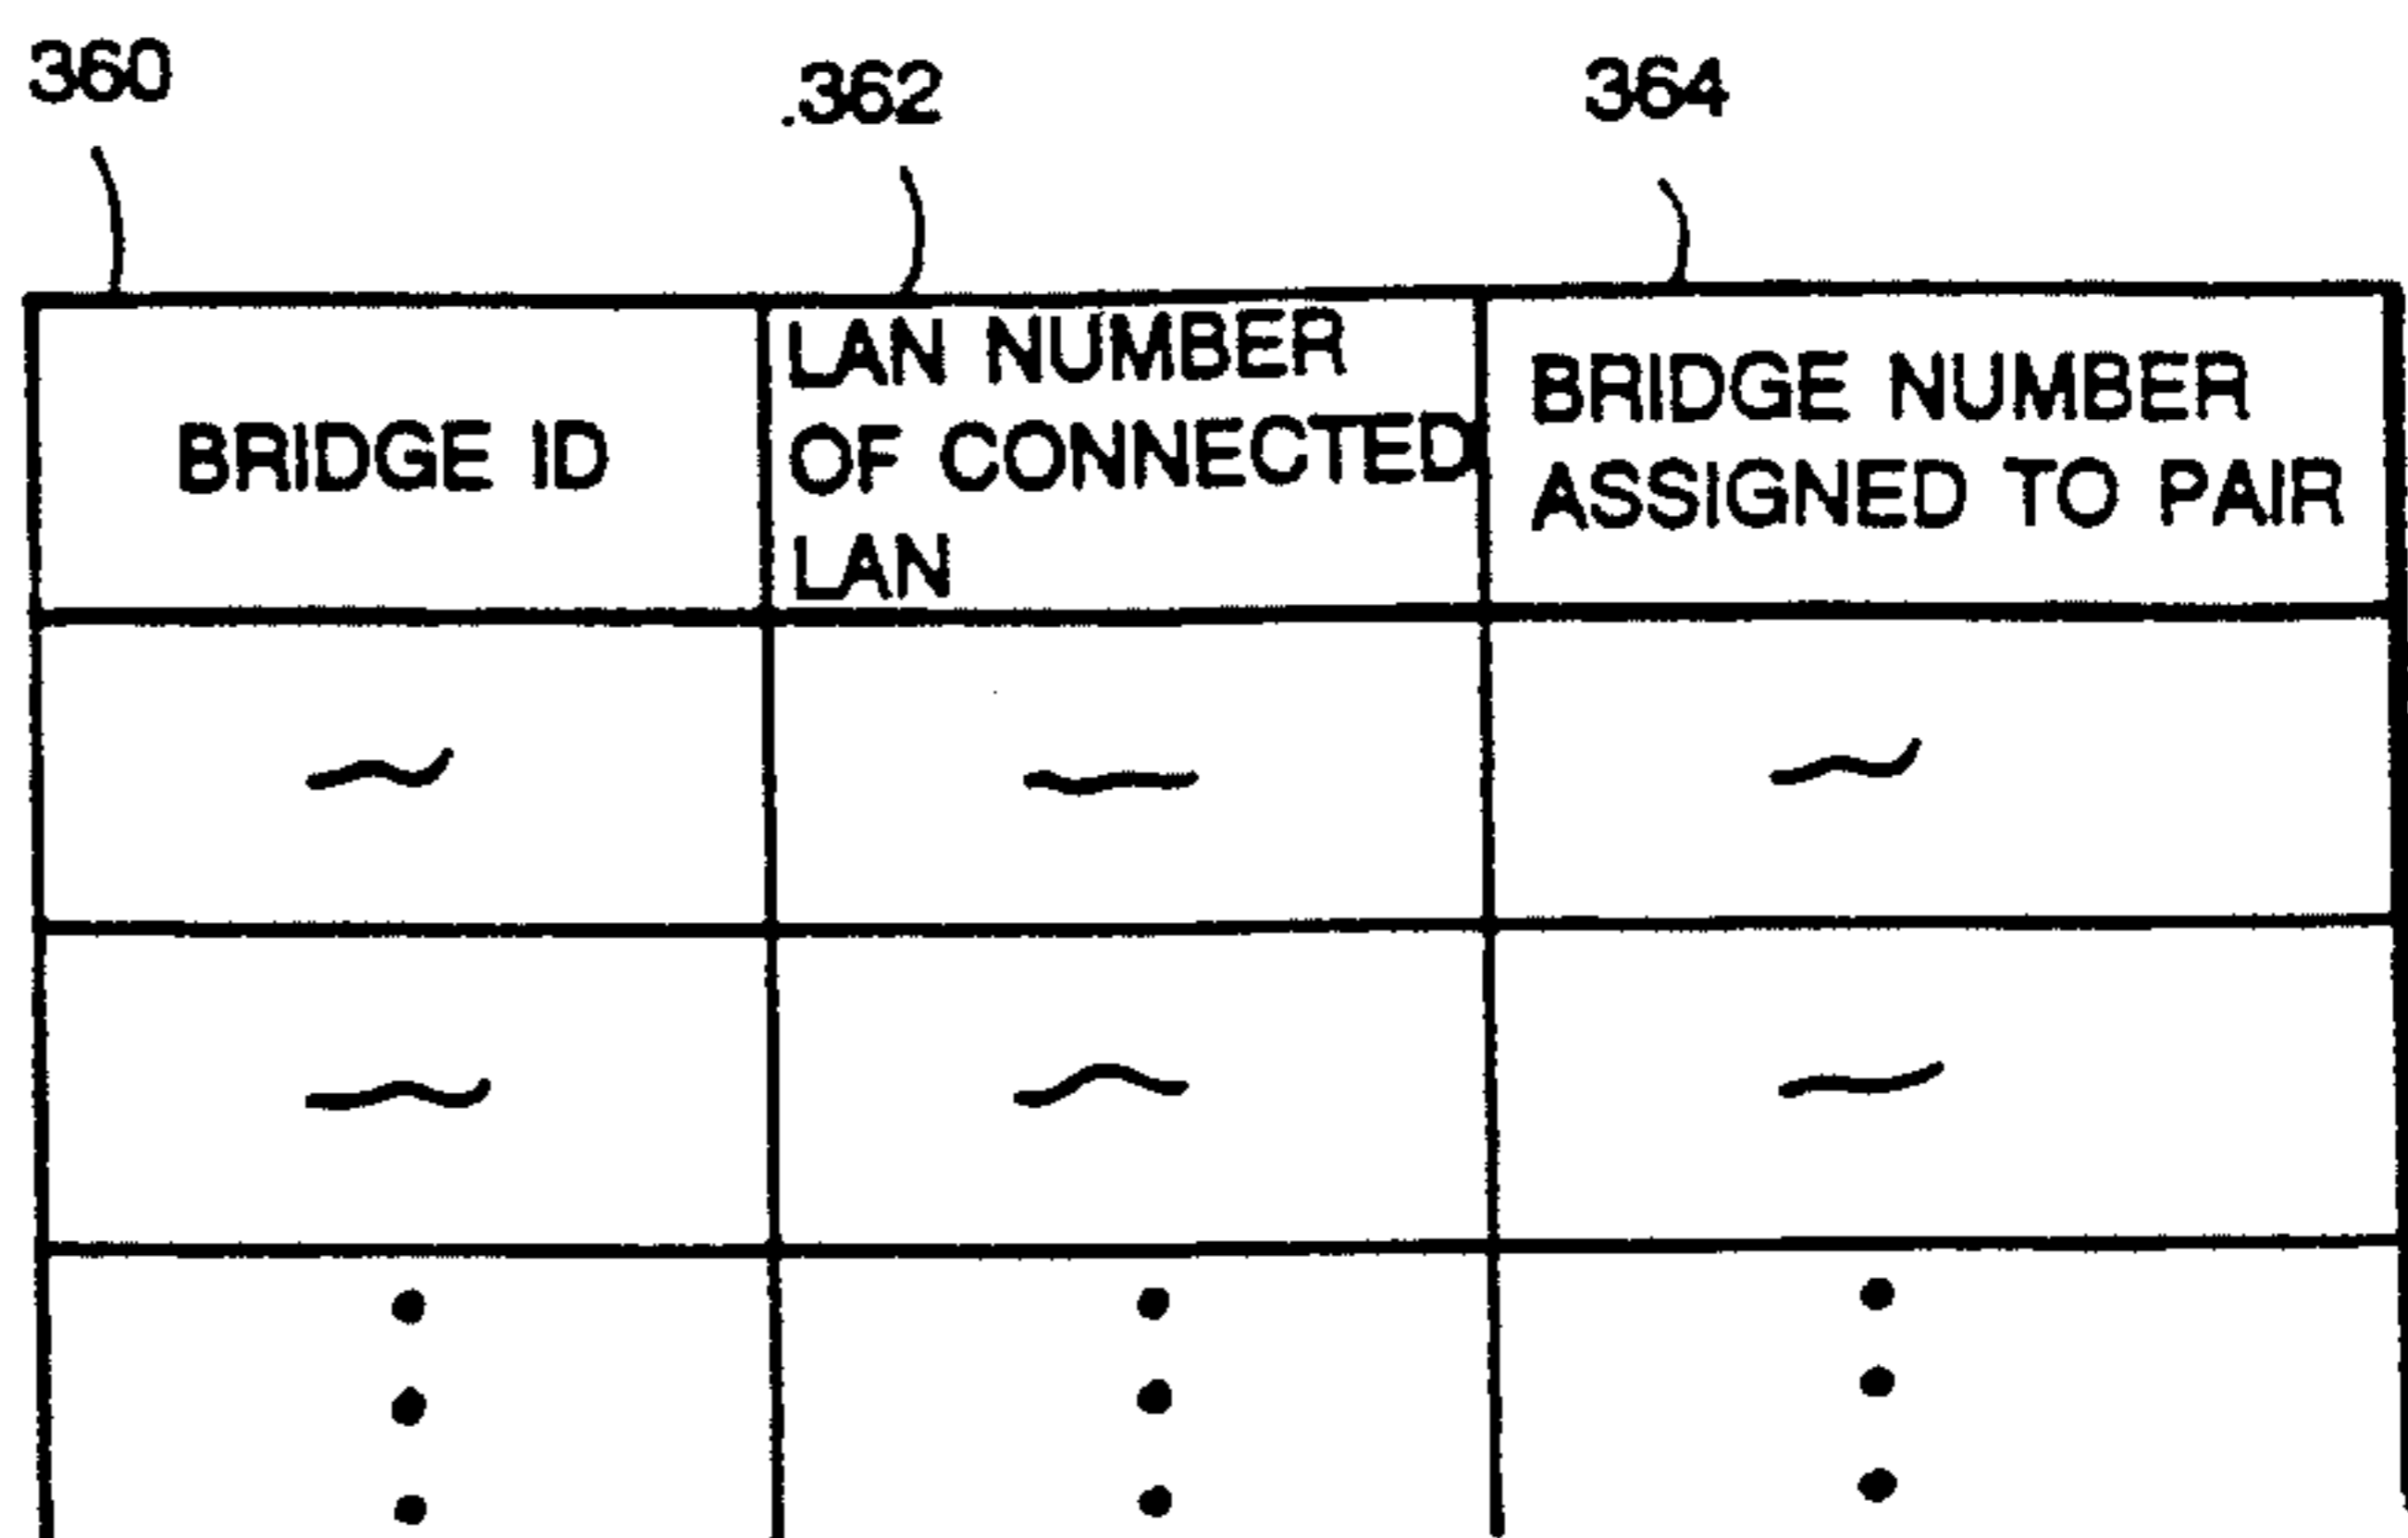 360
362
364
BRIDGE ID
LAN NUMBER
OF CONNECTED
LAN
BRIDGE NUMBER
ASSIGNED TO PAIR